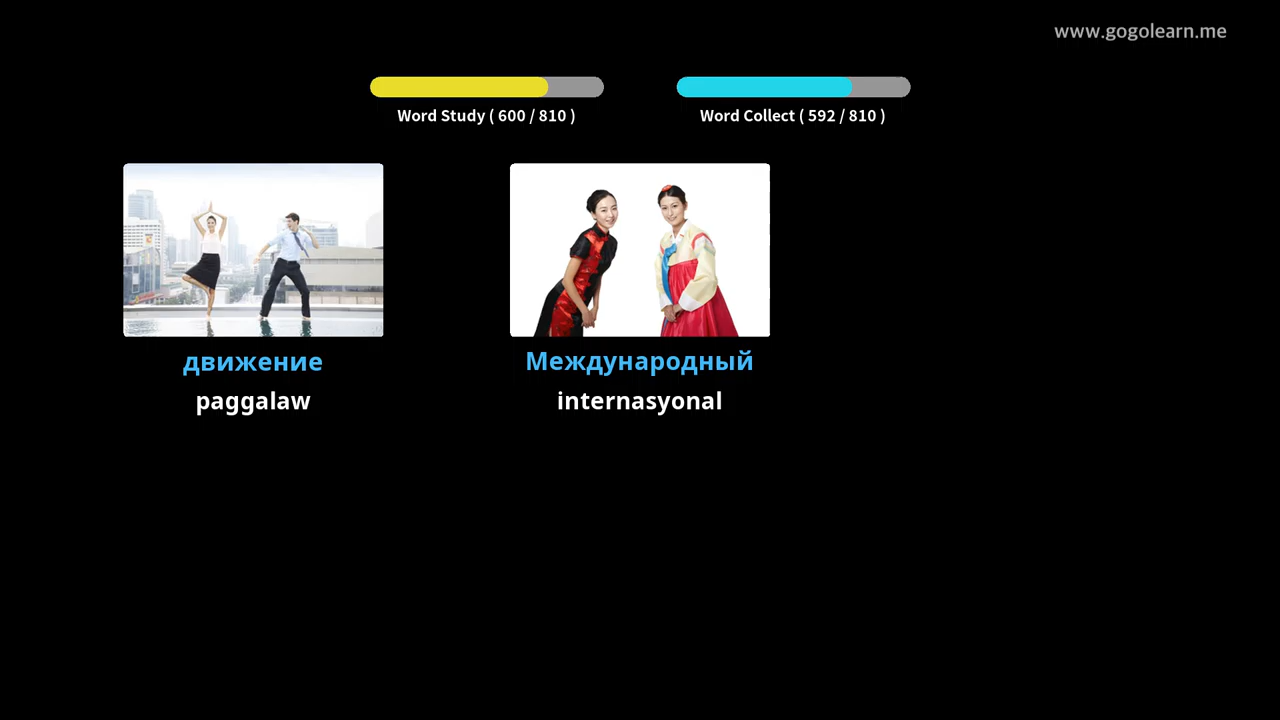 www.gogolearn.me
Word Study ( 600 / 810 )
Word Collect ( 592 / 810 )
движение
Международный
paggalaw
internasyonal